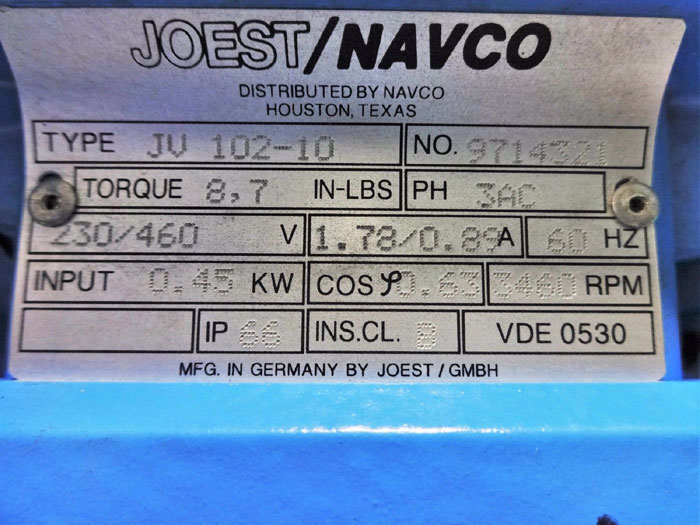 JOEST/NAVCO
DISTRIBUTED BY NAVCO
HOUSTON, TEXAS
TYPE JV 102-10 NO. 9714321
TORQUE 8,7 IN-LBS PH 3AC
230/460 V 1.78/0.89 A 60 HZ
INPUT 0.45 KW COS φ 0.63 3460 RPM
IP 66 INS.CL. B VDE 0530
MFG. IN GERMANY BY JOEST / GMBH